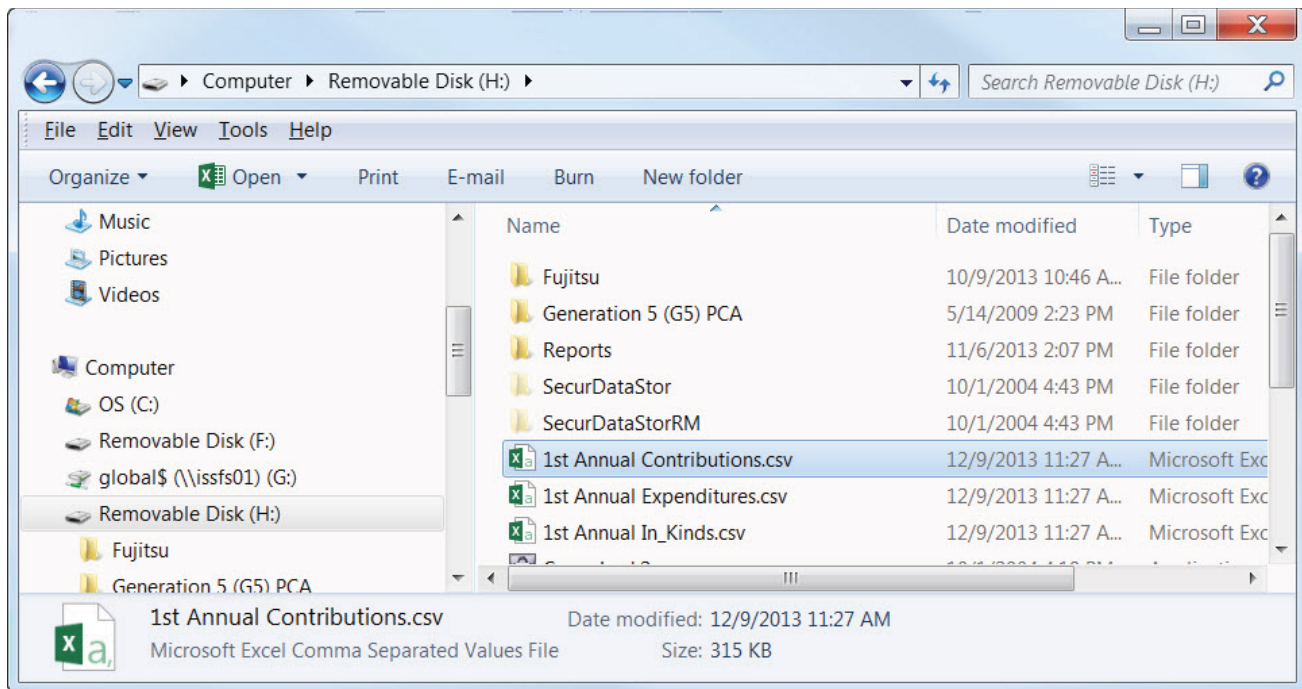 Computer Removable Disk (H:) Search Removable Disk (H:)
File Edit View Tools Help
Organize Open Print E-mail Burn New folder
Music
Pictures
Videos
Computer
OS (C:)
Removable Disk (F:)
global$ (\\issfs01) (G:)
Removable Disk (H:)
Fujitsu
Generation 5 (G5) PCA
Name Date modified Type
Fujitsu 10/9/2013 10:46 A... File folder
Generation 5 (G5) PCA 5/14/2009 2:23 PM File folder
Reports 11/6/2013 2:07 PM File folder
SecurDataStor 10/1/2004 4:43 PM File folder
SecurDataStorRM 10/1/2004 4:43 PM File folder
1st Annual Contributions.csv 12/9/2013 11:27 A... Microsoft Exc
1st Annual Expenditures.csv 12/9/2013 11:27 A... Microsoft Exc
1st Annual In_Kinds.csv 12/9/2013 11:27 A... Microsoft Exc
1st Annual Contributions.csv Date modified: 12/9/2013 11:27 AM
Microsoft Excel Comma Separated Values File Size: 315 KB